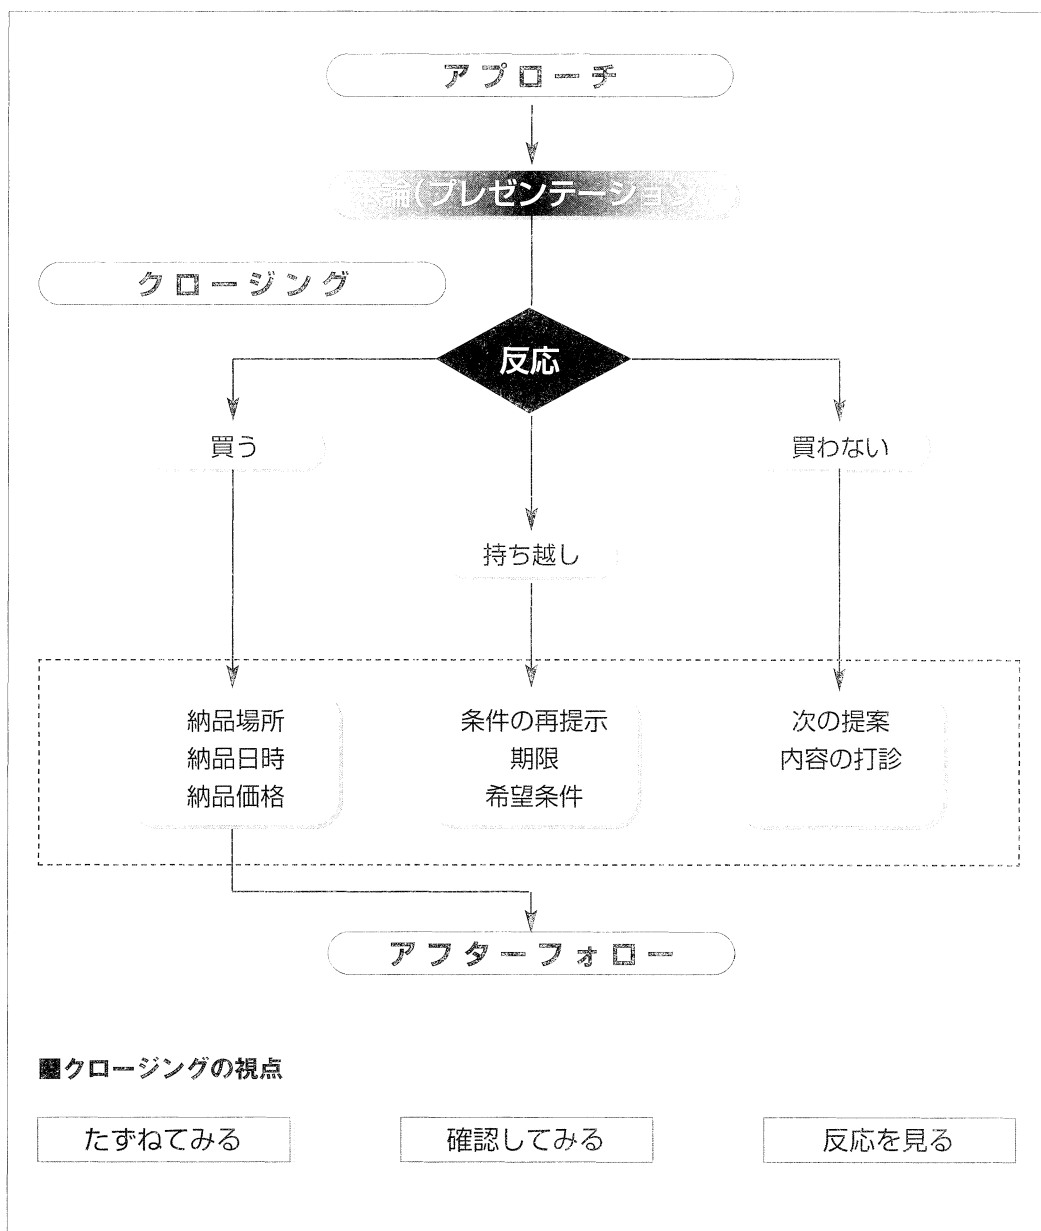 アプローチ
論(プレゼンテーション
クロージング
反応
買う
買わない
持ち越し
納品場所
納品日時
納品価格
条件の再提示
期限
希望条件
次の提案
内容の打診
アフターフォロー
■クロージングの視点
たずねてみる
確認してみる
反応を見る